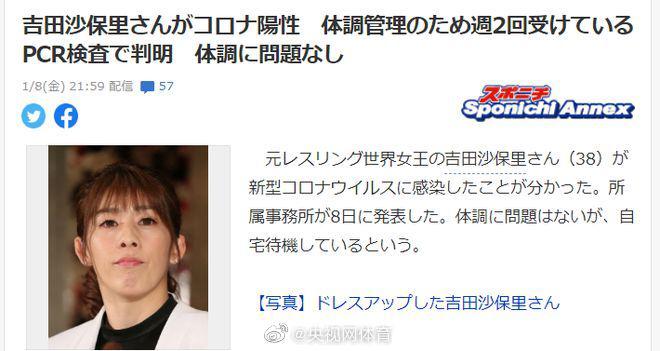 吉田沙保里さんがコロナ陽性　体調管理のため週2回受けている
PCR検査で判明　体調に問題なし
1/8(金) 21:59 配信 57
スポニチ
Sponichi Annex
元レスリング世界女王の吉田沙保里さん（38）が
新型コロナウイルスに感染したことが分かった。所
属事務所が8日に発表した。体調に問題はないが、自
宅待機しているという。
【写真】ドレスアップした吉田沙保里さん
@央视网体育